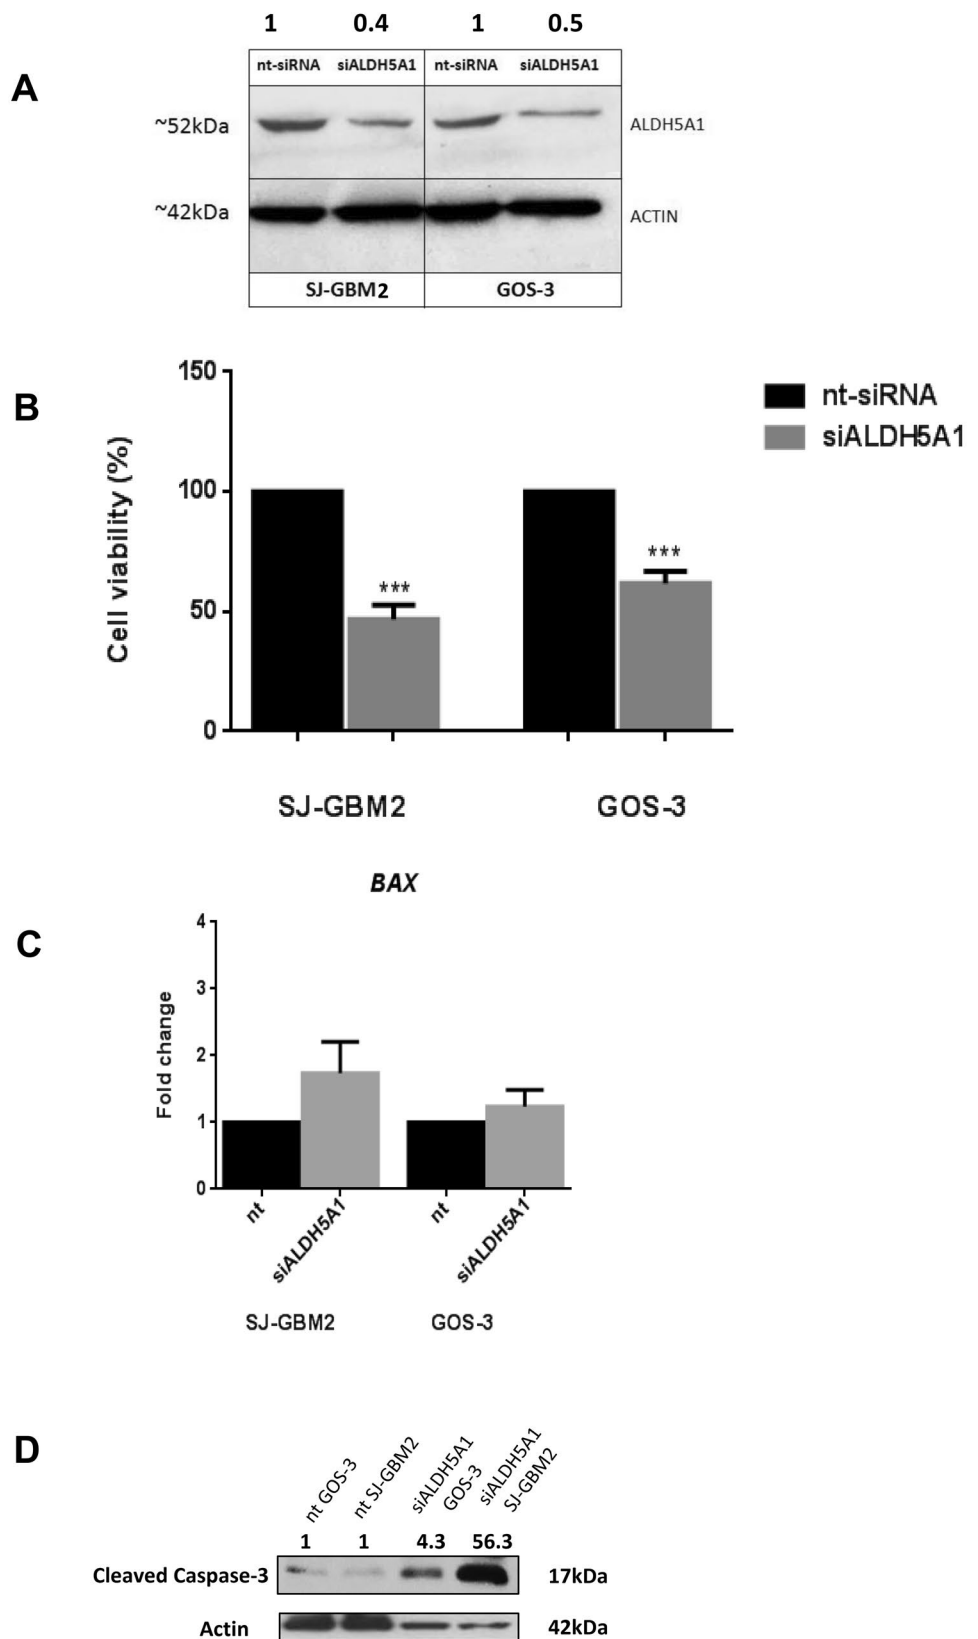 1 0.4 1 0.5
A
nt-siRNA siALDH5A1 nt-siRNA siALDH5A1
~52kDa ALDH5A1
~42kDa ACTIN
SJ-GBM2 GOS-3
B
150
100
50
0
Cell viability (%)
*** ***
nt-siRNA
siALDH5A1
SJ-GBM2 GOS-3
C
BAX
4
3
2
1
0
Fold change
nt siALDH5A1 nt siALDH5A1
SJ-GBM2 GOS-3
D
nt GOS-3
nt SJ-GBM2
siALDH5A1
GOS-3
siALDH5A1
SJ-GBM2
1 1 4.3 56.3
Cleaved Caspase-3 17kDa
Actin 42kDa